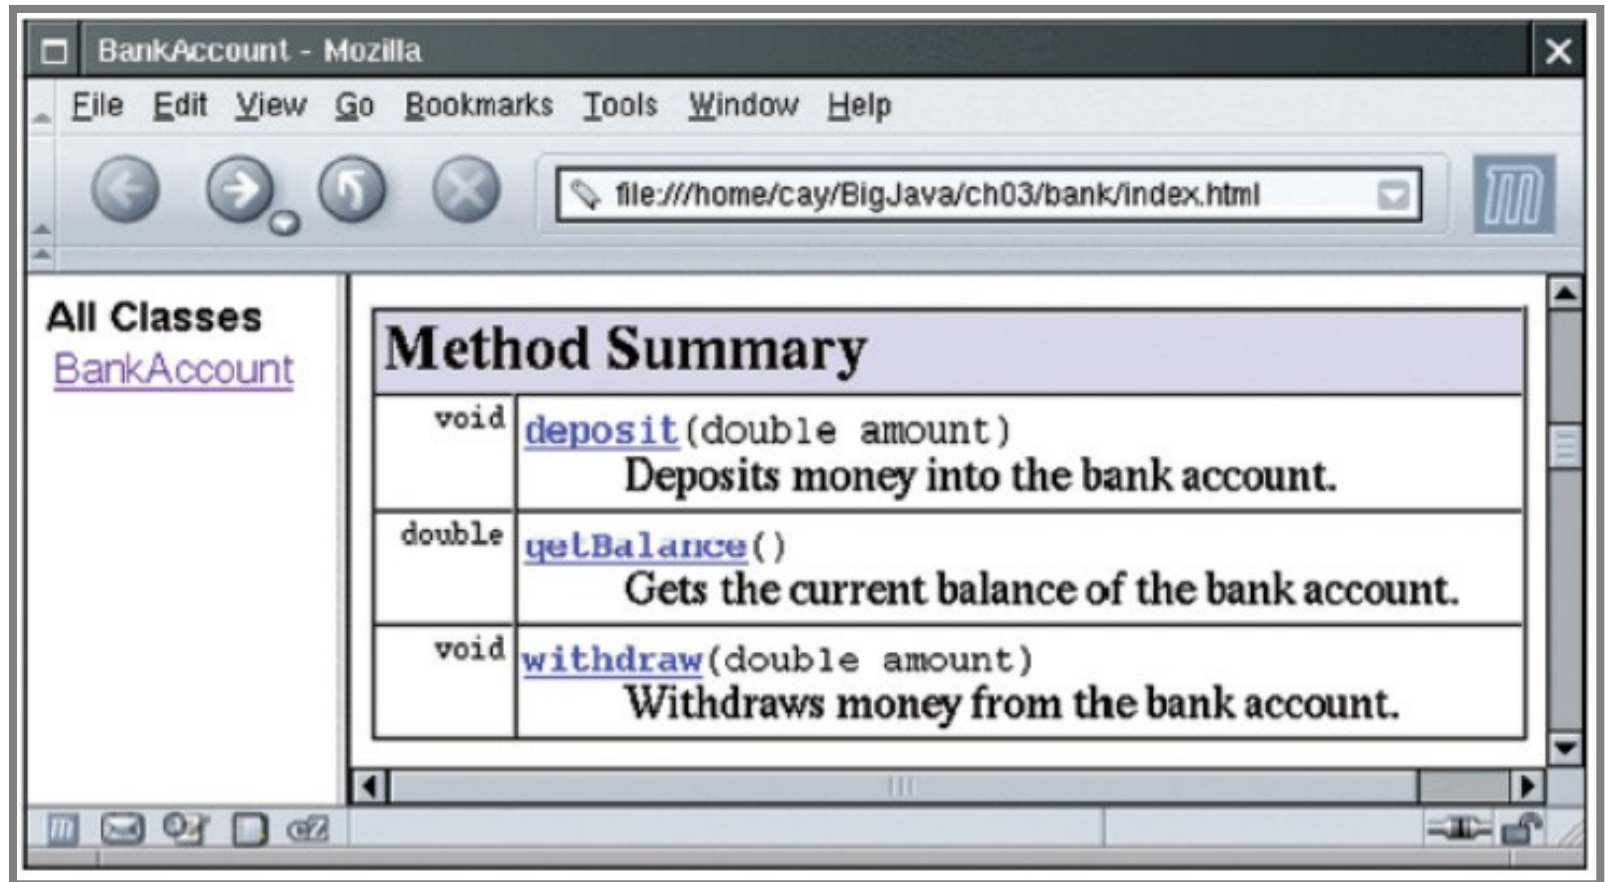 BankAccount - Mozilla
File Edit View Go Bookmarks Tools Window Help
file:///home/cay/BigJava/ch03/bank/index.html
All Classes
BankAccount
Method Summary
void deposit(double amount)
Deposits money into the bank account.
double getBalance()
Gets the current balance of the bank account.
void withdraw(double amount)
Withdraws money from the bank account.